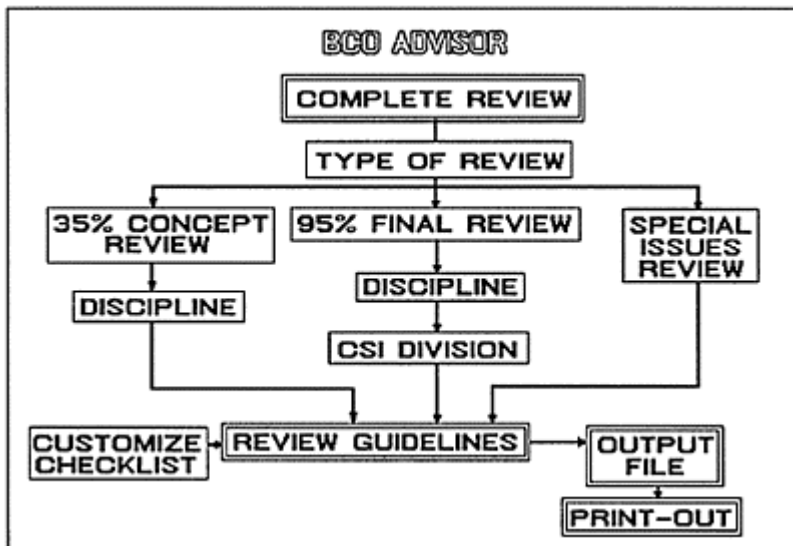 BCO ADVISOR
COMPLETE REVIEW
TYPE OF REVIEW
35% CONCEPT
REVIEW
95% FINAL REVIEW
SPECIAL
ISSUES
REVIEW
DISCIPLINE
DISCIPLINE
CSI DIVISION
CUSTOMIZE
CHECKLIST
REVIEW GUIDELINES
OUTPUT
FILE
PRINT-OUT